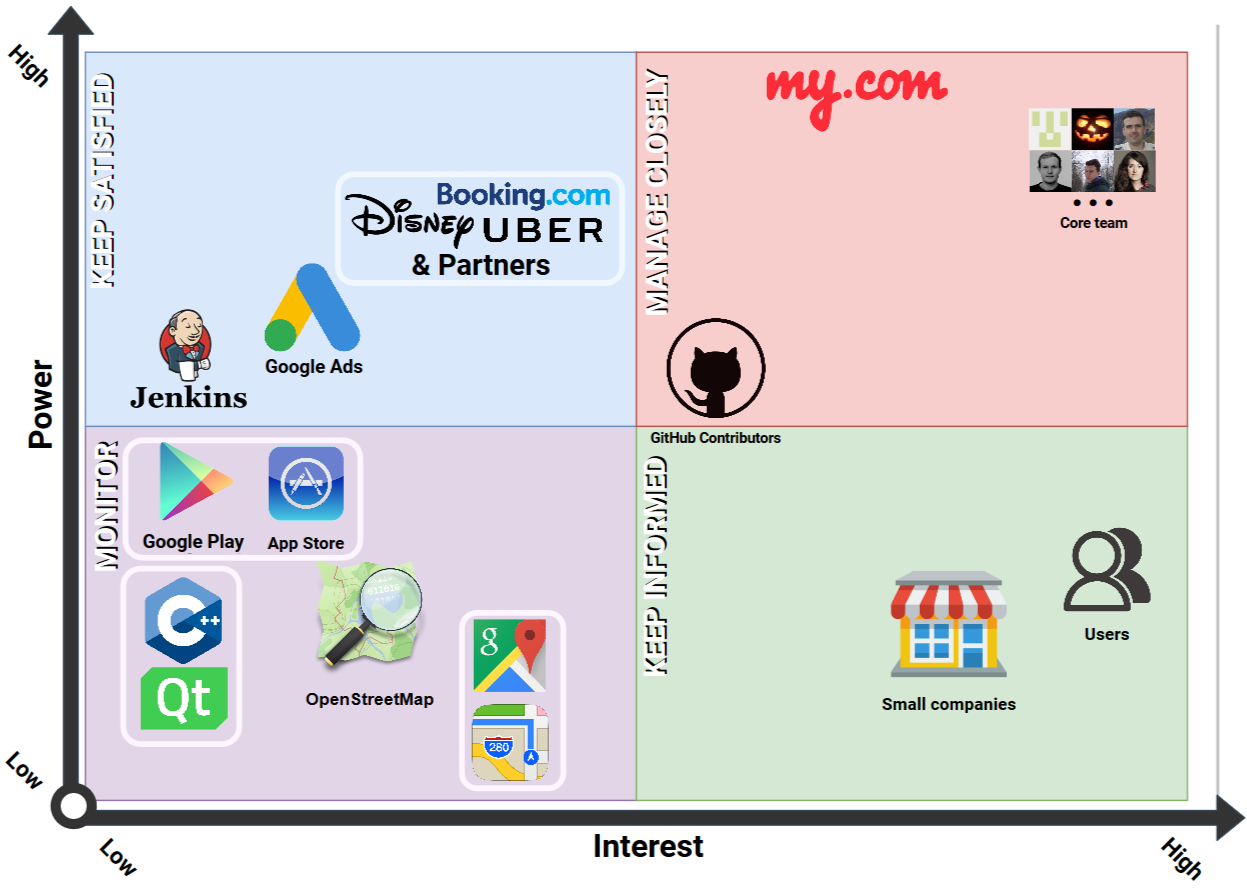 High
KEEP SATISFIED
Booking.com
DISNEY UBER
& Partners
Google Ads
Jenkins
MANAGE CLOSELY
my.com
Core team
GitHub Contributors
Power
MONITOR
Google Play
App Store
C++
Qt
011010
OpenStreetMap
g
280
KEEP INFORMED
Small companies
Users
Low
Low
Interest
High